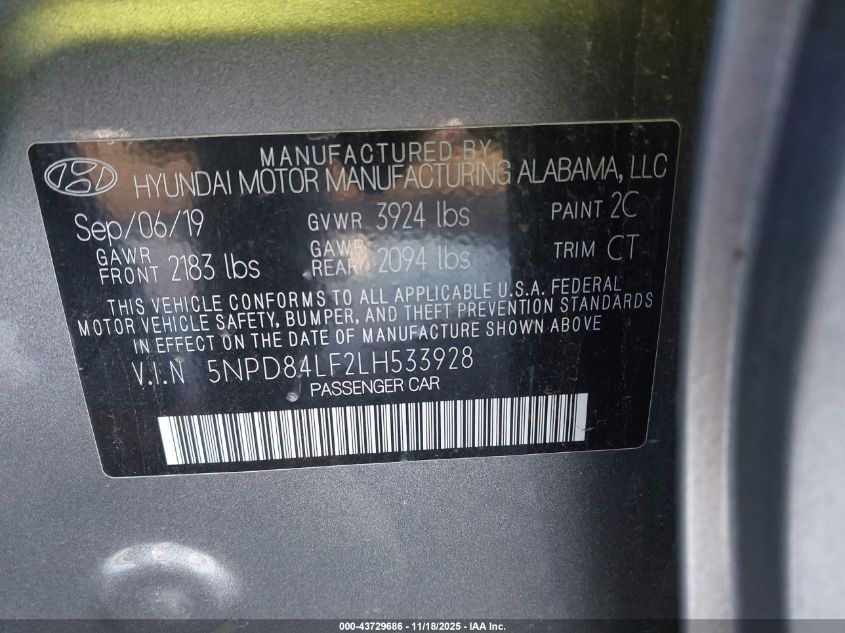 MANUFACTURED BY
HYUNDAI MOTOR MANUFACTURING ALABAMA, LLC
Sep/06/19 GVWR 3924 lbs PAINT 2C
GAWR FRONT 2183 lbs GAWR REAR 2094 lbs TRIM CT
THIS VEHICLE CONFORMS TO ALL APPLICABLE U.S.A. FEDERAL
MOTOR VEHICLE SAFETY, BUMPER, AND THEFT PREVENTION STANDARDS
IN EFFECT ON THE DATE OF MANUFACTURE SHOWN ABOVE
V.I.N 5NPD84LF2LH533928
PASSENGER CAR
000-43729686 - 11/18/2025 - IAA Inc.